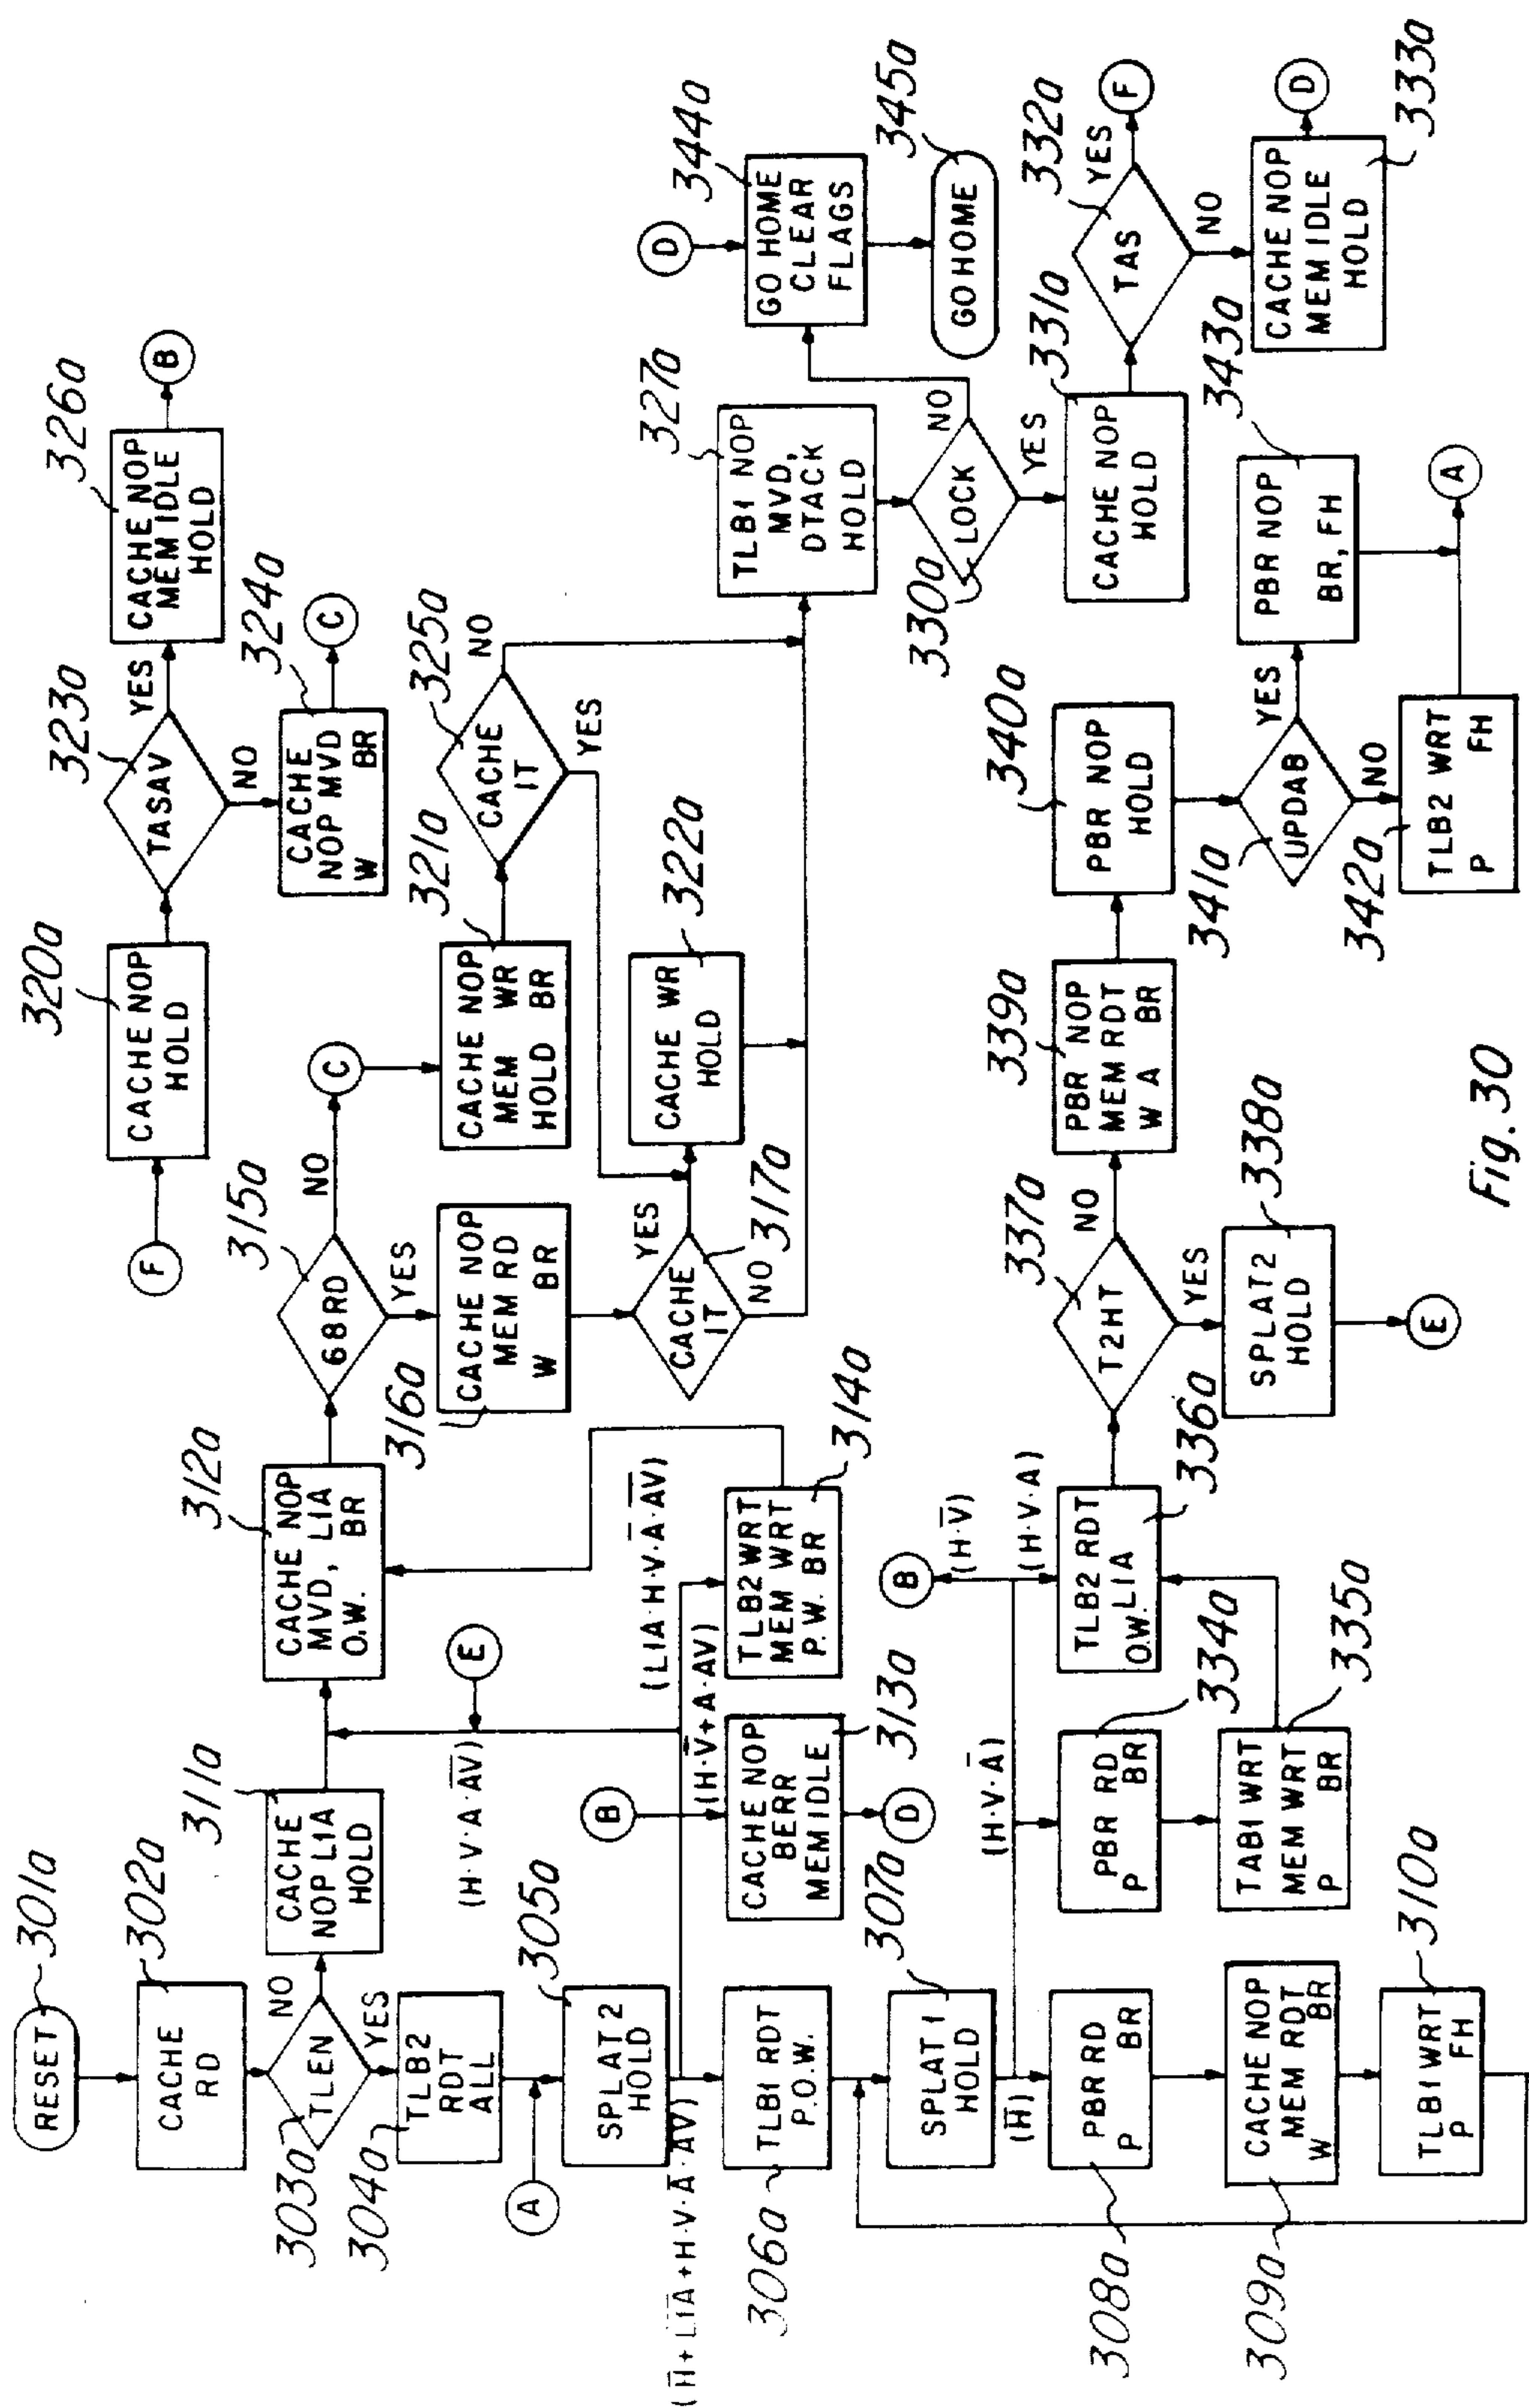 RESET
301a
CACHE
RD
302a
TLEN
303a
NO
YES
CACHE
NOP LIA
HOLD
311a
TLB2
RDT
ALL
304a
A
SPLAT 2
HOLD
305a
(H̅ + L̅I̅A̅ + H·V·A̅·AV)
TLB1 RDT
P.O.W.
306a
SPLAT 1
HOLD
307a
(H̅)
PBR RD
P BR
308a
CACHE NOP
MEM RDT
W BR
309a
TLB1 WRT
P FH
310a
CACHE NOP
MVD, LIA
O.W. BR
312a
(H·V·A·A̅V̅)
E
B
(H·V̅+A·AV)
CACHE NOP
BERR
MEM IDLE
313a
D
(LIA·H·V·A̅·A̅V̅)
TLB2 WRT
MEM WRT
P.W. BR
314a
(H·V·A̅)
PBR RD
P BR
334a
TAB1 WRT
MEM WRT
P BR
335a
B
(H·V̅)
(H·V·A)
TLB2 RDT
O.W. LIA
336a
68RD
315a
NO
YES
C
CACHE NOP
MEM RD
W BR
316a
CACHE
IT
317a
YES
NO
F
CACHE NOP
HOLD
320a
TASAV
323a
YES
NO
CACHE NOP
MEM IDLE
HOLD
326a
B
CACHE
NOP MVD
W BR
324a
C
CACHE NOP
MEM WR
HOLD BR
321a
CACHE
IT
325a
NO
YES
CACHE WR
HOLD
322a
TLB1 NOP
MVD,
DTACK
HOLD
327a
LOCK
330a
NO
YES
D
GO HOME
CLEAR
FLAGS
344a
GO HOME
345a
CACHE NOP
HOLD
331a
TAS
332a
YES
F
NO
CACHE NOP
MEM IDLE
HOLD
333a
D
T2HT
337a
NO
YES
SPLAT2
HOLD
338a
E
PBR NOP
MEM RDT
W A BR
339a
PBR NOP
HOLD
340a
UPDAB
341a
YES
NO
PBR NOP
BR, FH
343a
TLB2 WRT
P FH
342a
A
Fig. 30